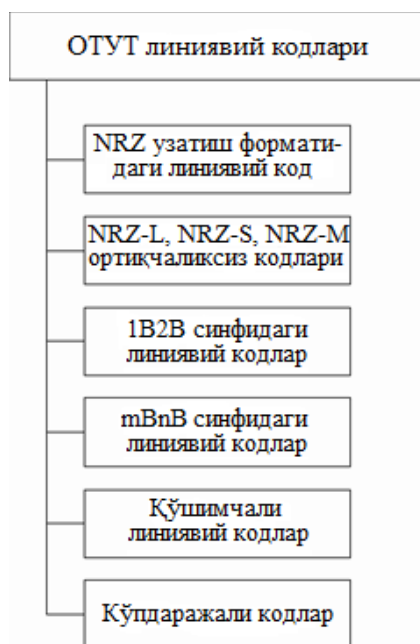 ОТУТ линиявий кодлари
NRZ узатиш формати-
даги линиявий код
NRZ-L, NRZ-S, NRZ-M
ортиқчаликсиз кодлари
1B2B синфидаги
линиявий кодлар
mBnB синфидаги
линиявий кодлар
Қўшимчали
линиявий кодлар
Кўпдаражали кодлар